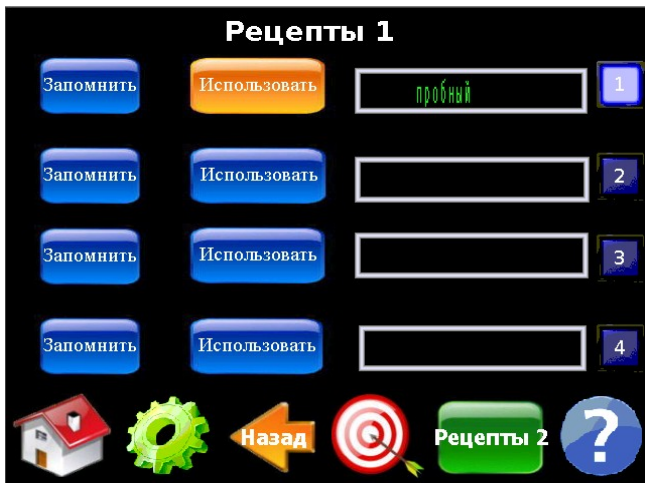 Рецепты 1
Запомнить Использовать пробный 1
Запомнить Использовать 2
Запомнить Использовать 3
Запомнить Использовать 4
Назад Рецепты 2 ?